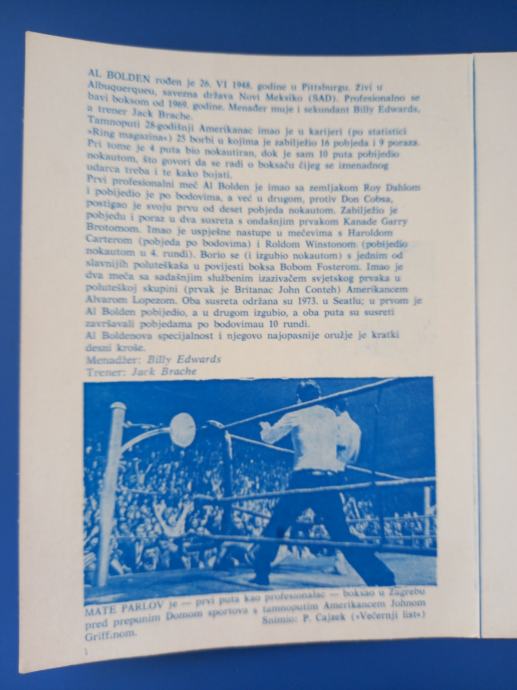 AL BOLDEN rođen je 26. VI 1948. godine u Pittsburgu. Živi u
Albuquerqueu, savezna država Novi Meksiko (SAD). Profesionalno se
bavi boksom od 1969. godine. Menađer muje i sekundant Billy Edwards,
a trener Jack Brache.
Tamnoputi 28-godišnji Amerikanac imao je u karijeri (po statistici
»Ring magazina«) 25 borbi u kojima je zabilježio 16 pobjeda i 9 poraza.
Pri tome je 4 puta bio nokautiran, dok je sam 10 puta pobijedio
nokautom, što govori da se radi o boksaču čijeg se iznenadnog
udarca treba i te kako bojati.
Prvi profesionalni meč Al Bolden je imao sa zemljakom Roy Dahlom
i pobijedio je po bodovima, a već u drugom, protiv Don Cobsa,
postigao je svoju prvu od deset pobjeda nokautom. Zabilježio je
pobjedu i poraz u dva susreta s ondašnjim prvakom Kanade Garry
Brotomom. Imao je uspješne nastupe u mečevima s Haroldom
Carterom (pobjeda po bodovima) i Roldom Winstonom (pobijedio
nokautom u 4. rundi). Borio se (i izgubio nokautom) s jednim od
slavnijih poluteškaša u povijesti boksa Bobom Fosterom. Imao je
dva meča sa sadašnjim službenim izazivačem svjetskog prvaka u
poluteškoj skupini (prvak je Britanac John Conteh) Amerikancem
Alvarom Lopezom. Oba susreta održana su 1973. u Seatlu; u prvom je
Al Bolden pobijedio, a u drugom izgubio, a oba puta su susreti
završavali pobjedama po bodovimau 10 rundi.
Al Boldenova specijalnost i njegovo najopasnije oružje je kratki
desni kroše.
Menadžer: Billy Edwards
Trener: Jack Brache
MATE PARLOV je — prvi puta kao profesionalac — boksao u Zagrebu
pred prepunim Domom sportova s tamnoputim Amerikancem Johnom
Griff.nom. Snimio: P. Cajzek (»Večernji list«)